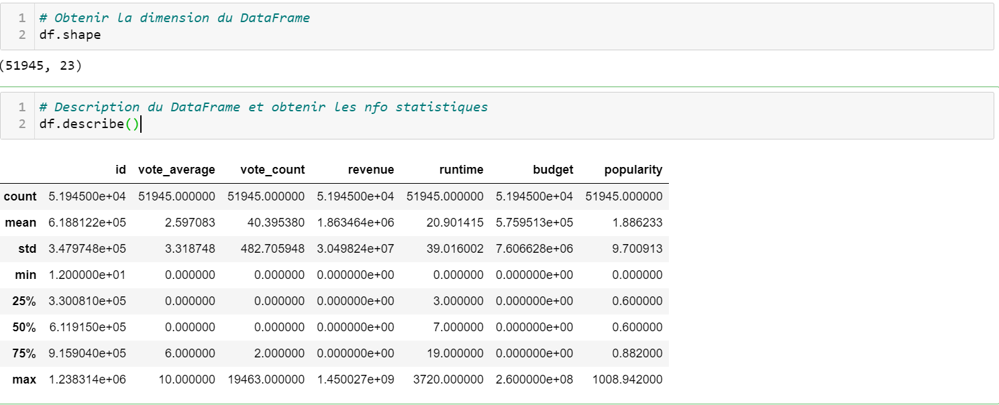 1 # Obtenir la dimension du DataFrame
2 df.shape
(51945, 23)
1 # Description du DataFrame et obtenir les nfo statistiques
2 df.describe()
id vote_average vote_count revenue runtime budget popularity
count 5.194500e+04 51945.000000 51945.000000 5.194500e+04 51945.000000 5.194500e+04 51945.000000
mean 6.188122e+05 2.597083 40.395380 1.863464e+06 20.901415 5.759513e+05 1.886233
std 3.479748e+05 3.318748 482.705948 3.049824e+07 39.016002 7.606628e+06 9.700913
min 1.200000e+01 0.000000 0.000000 0.000000e+00 0.000000 0.000000e+00 0.000000
25% 3.300810e+05 0.000000 0.000000 0.000000e+00 3.000000 0.000000e+00 0.600000
50% 6.119150e+05 0.000000 0.000000 0.000000e+00 7.000000 0.000000e+00 0.600000
75% 9.159040e+05 6.000000 2.000000 0.000000e+00 19.000000 0.000000e+00 0.882000
max 1.238314e+06 10.000000 19463.000000 1.450027e+09 3720.000000 2.600000e+08 1008.942000